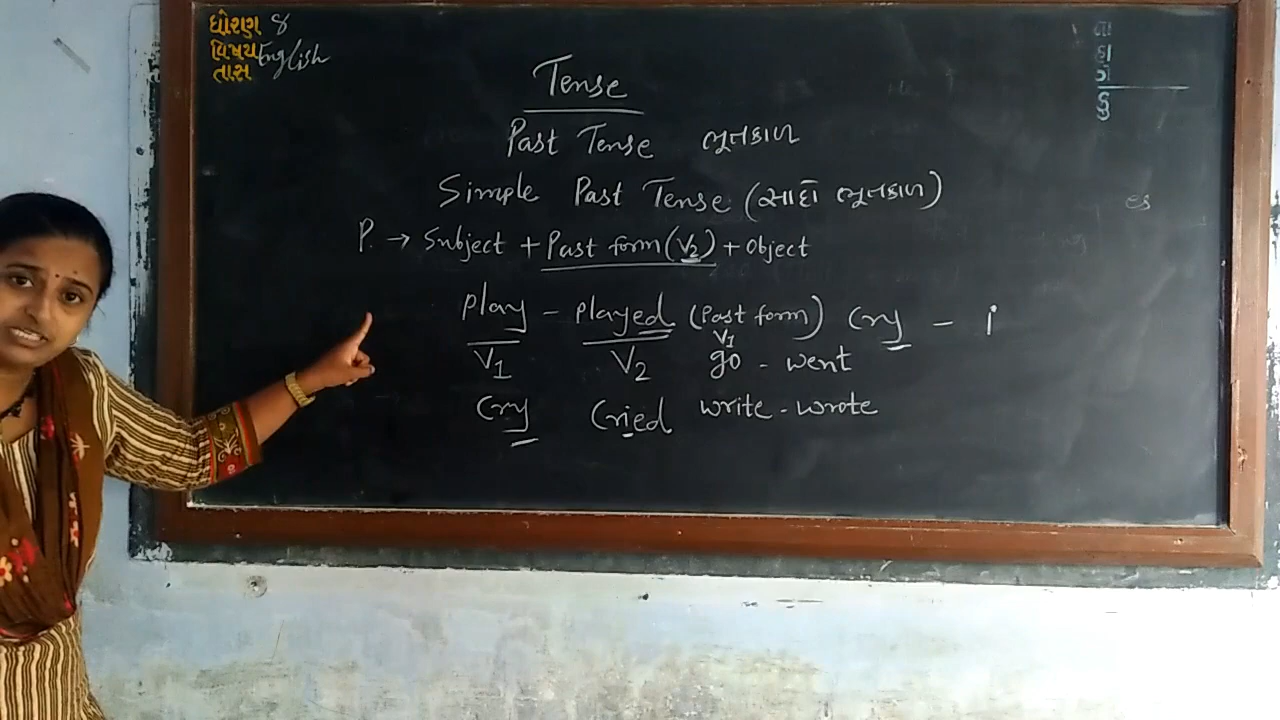 ધોરણ 8
વિષય English
તાસ
તા
હા
ગે
કુ
Tense
Past Tense ભૂતકાળ
Simple Past Tense (સાદો ભૂતકાળ)
P. → Subject + Past form (V2) + Object
Play - played (Past form) Cry - i
V1 V2 V1 go - went
Cry Cried write - wrote